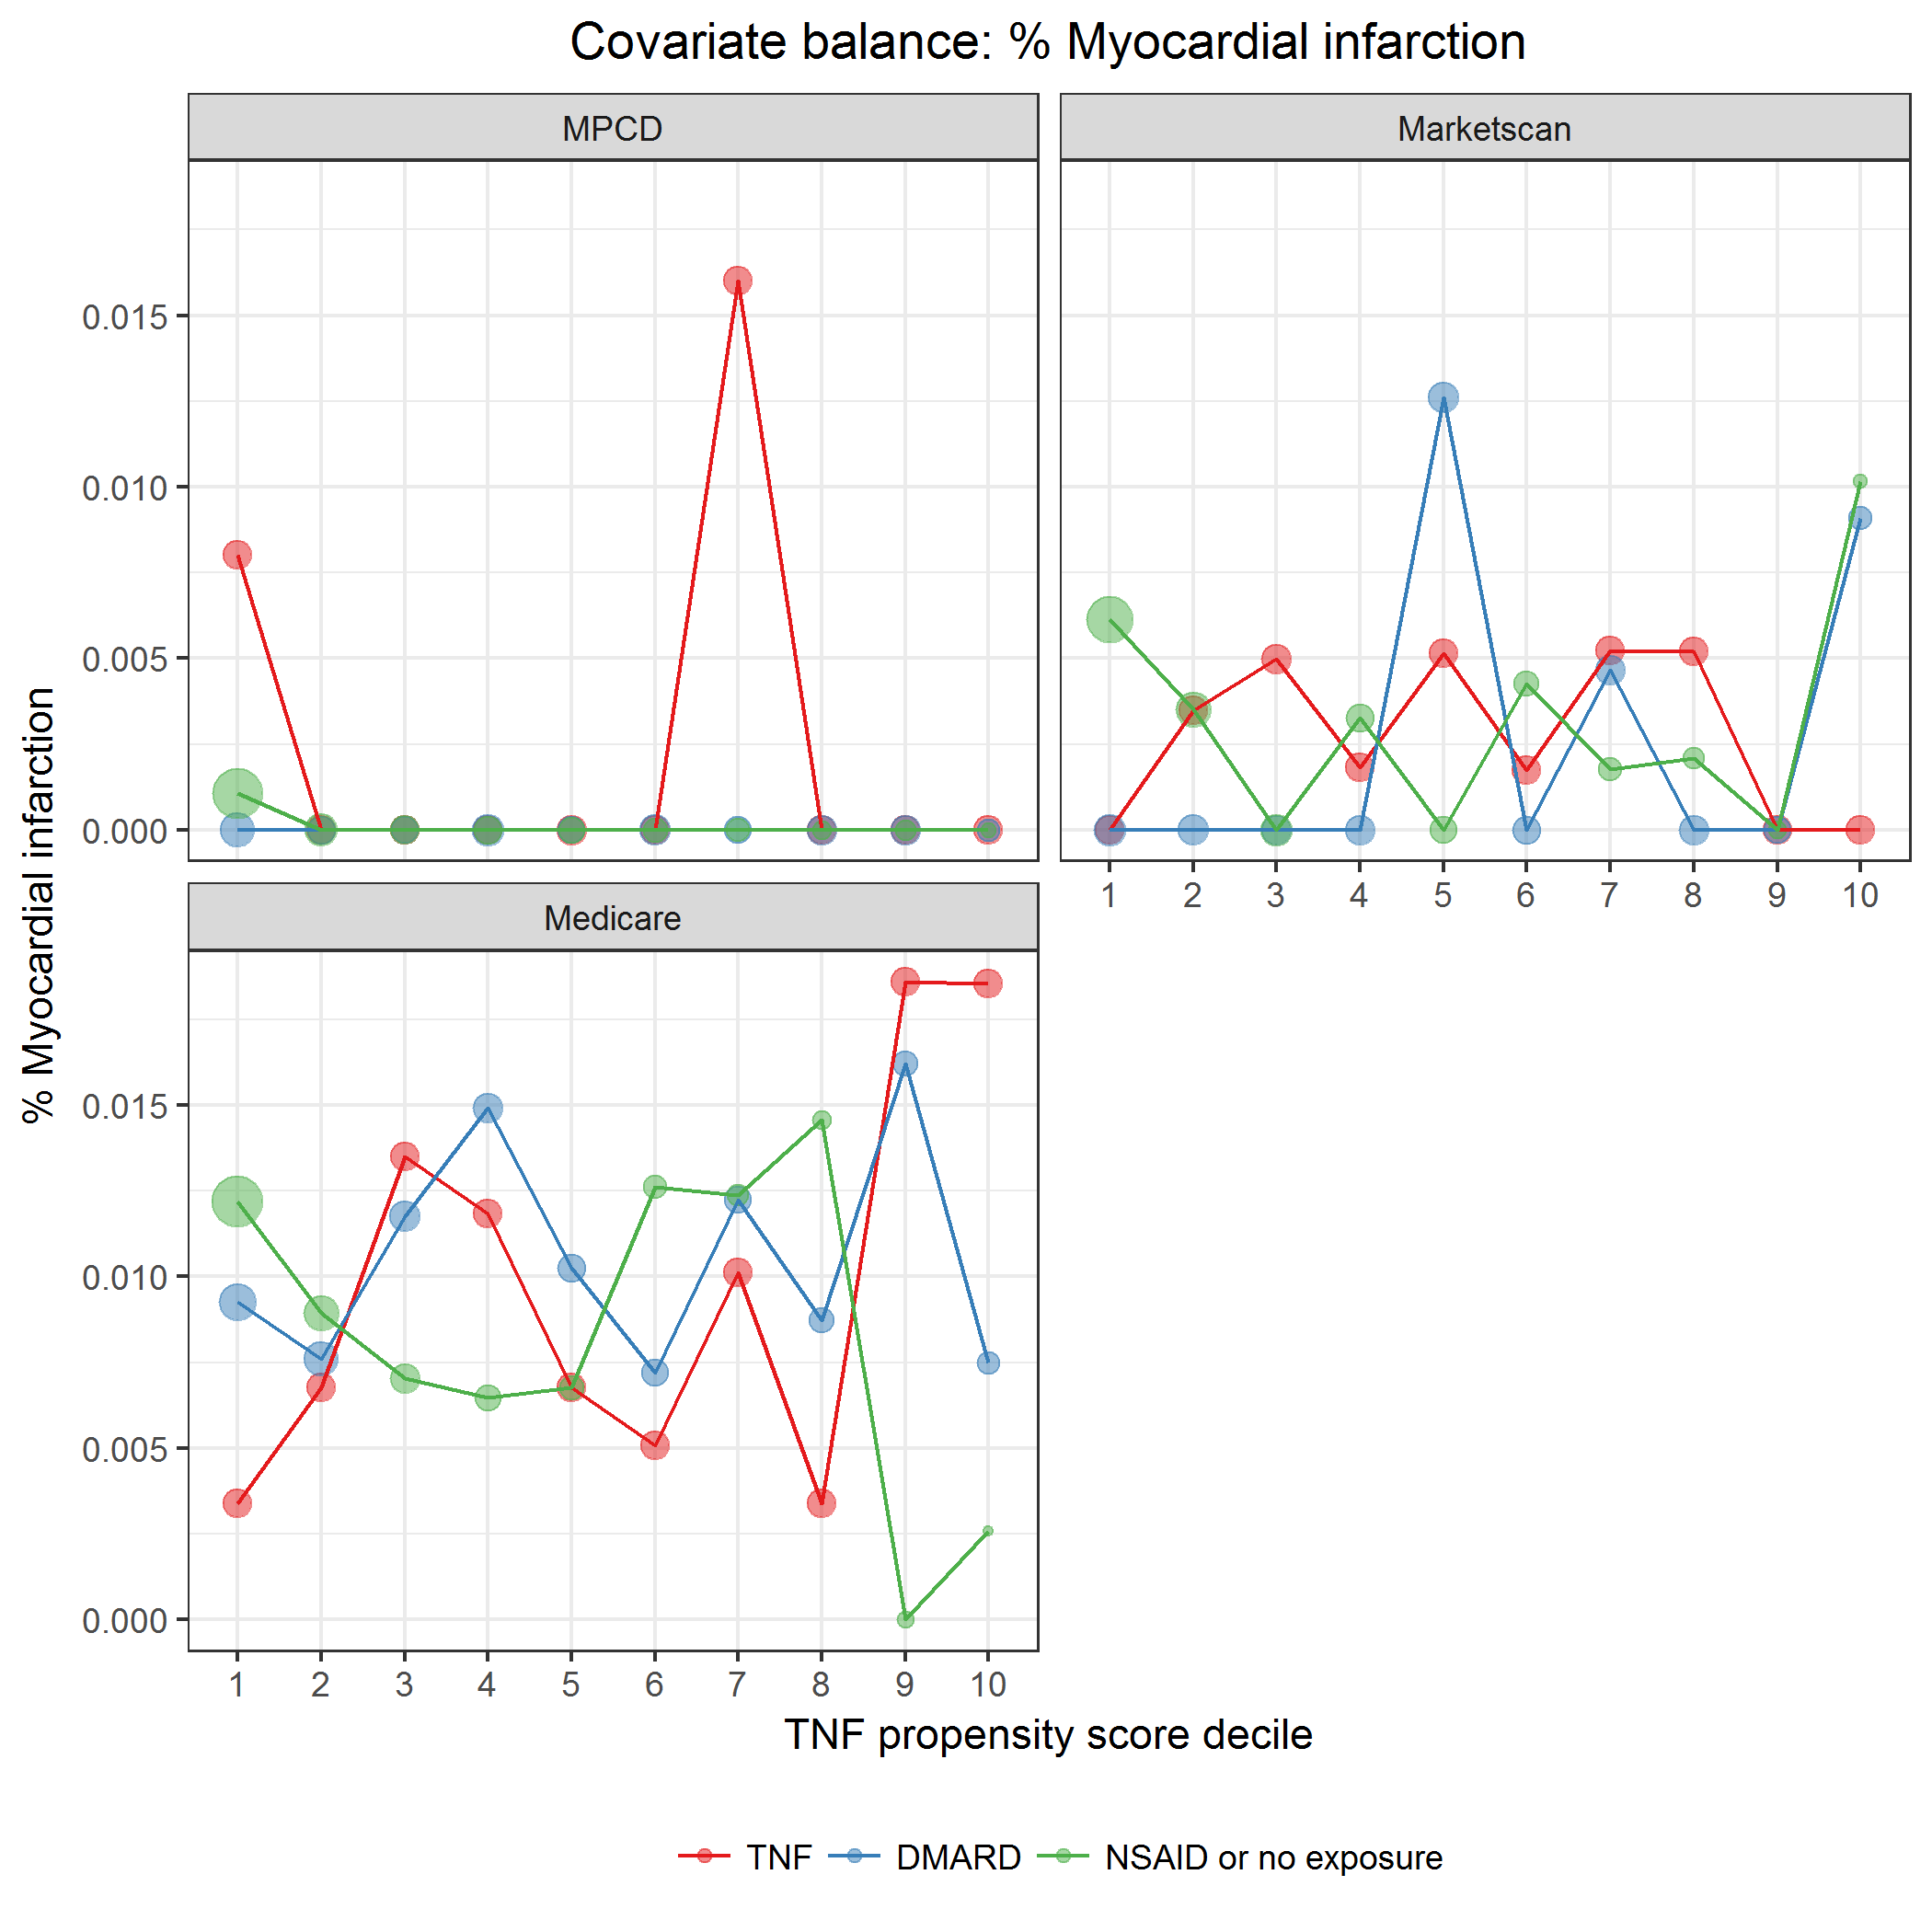 Covariate balance: % Myocardial infarction
MPCD
Marketscan
0.015
0.010
0.005
0.000
1 2 3 4 5 6 7 8 9 10
Medicare
0.015
0.010
0.005
0.000
1 2 3 4 5 6 7 8 9 10
% Myocardial infarction
TNF propensity score decile
TNF DMARD NSAID or no exposure